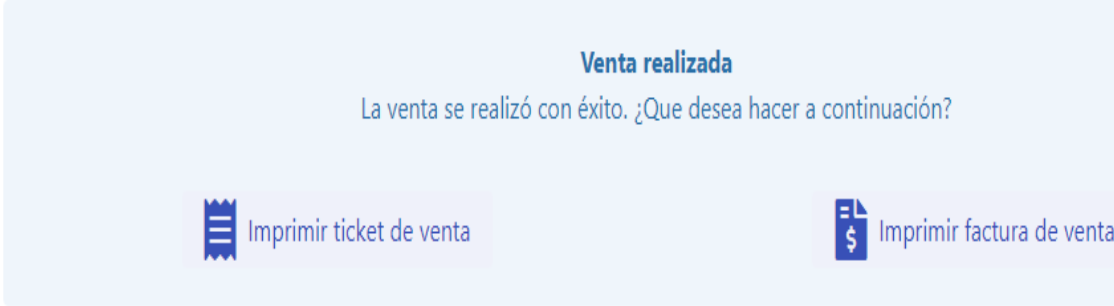 Venta realizada
La venta se realizó con éxito. ¿Que desea hacer a continuación?
Imprimir ticket de venta
Imprimir factura de venta